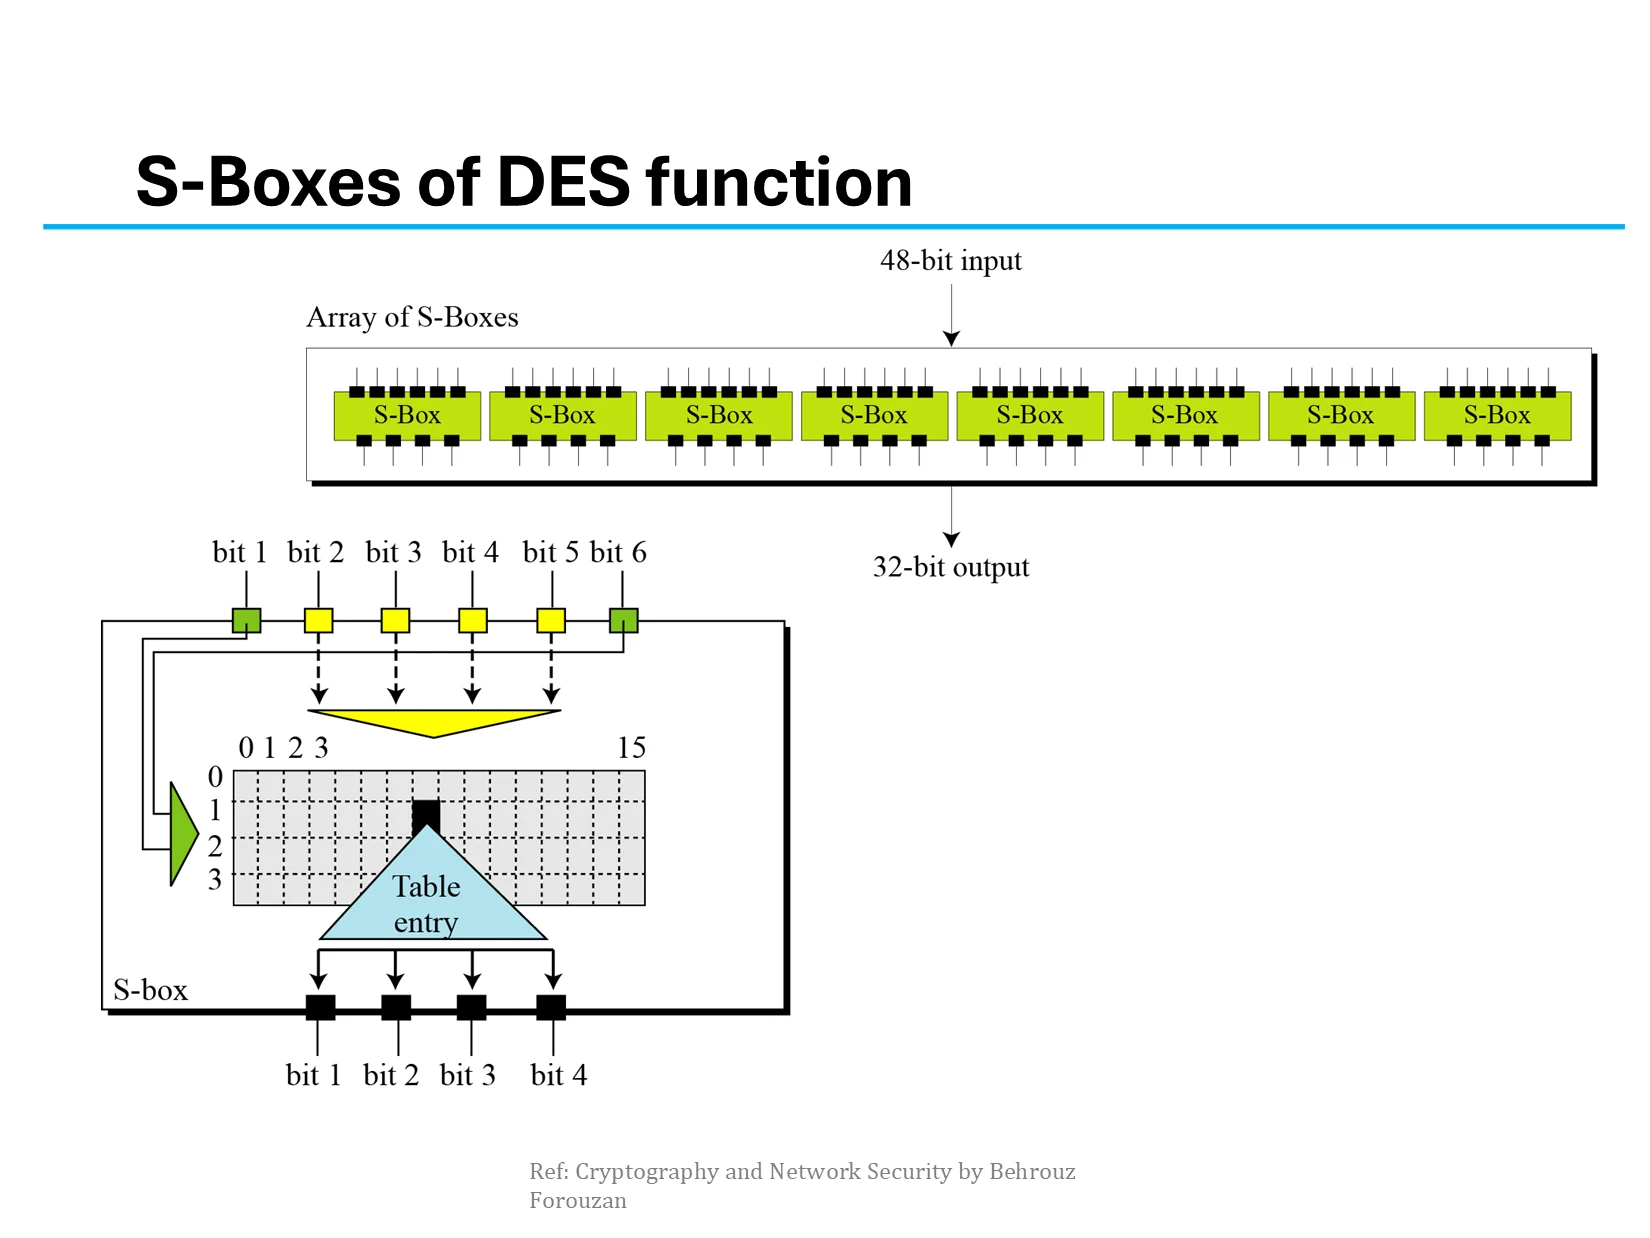 S-Boxes of DES function
48-bit input
Array of S-Boxes
S-Box S-Box S-Box S-Box S-Box S-Box S-Box S-Box
32-bit output
bit 1 bit 2 bit 3 bit 4 bit 5 bit 6
0 1 2 3 15
0
1
2
3
Table
entry
S-box
bit 1 bit 2 bit 3 bit 4
Ref: Cryptography and Network Security by Behrouz
Forouzan